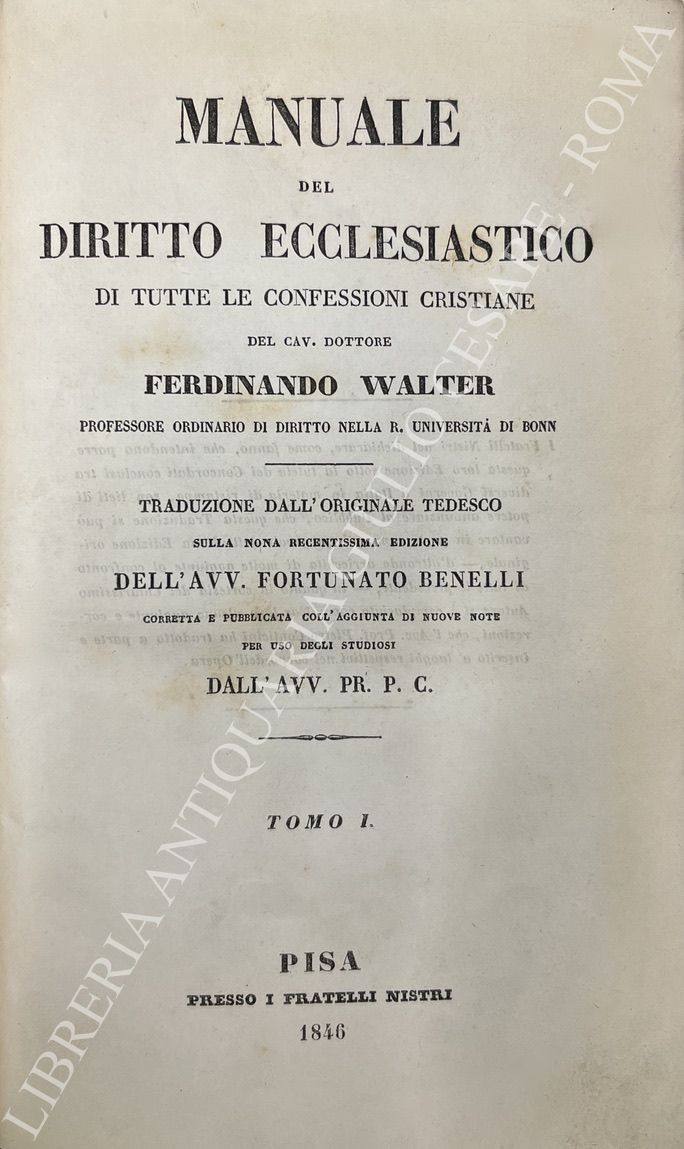 MANUALE
DEL
DIRITTO ECCLESIASTICO
DI TUTTE LE CONFESSIONI CRISTIANE
DEL CAV. DOTTORE
FERDINANDO WALTER
PROFESSORE ORDINARIO DI DIRITTO NELLA R. UNIVERSITÀ DI BONN
TRADUZIONE DALL'ORIGINALE TEDESCO
SULLA NONA RECENTISSIMA EDIZIONE
DELL'AVV. FORTUNATO BENELLI
CORRETTA E PUBBLICATA COLL'AGGIUNTA DI NUOVE NOTE
PER USO DEGLI STUDIOSI
DALL'AVV. PR. P. C.
TOMO I.
PISA
PRESSO I FRATELLI NISTRI
1846
LIBRERIA ANTIQUARIA GIULIO CESARE - ROMA